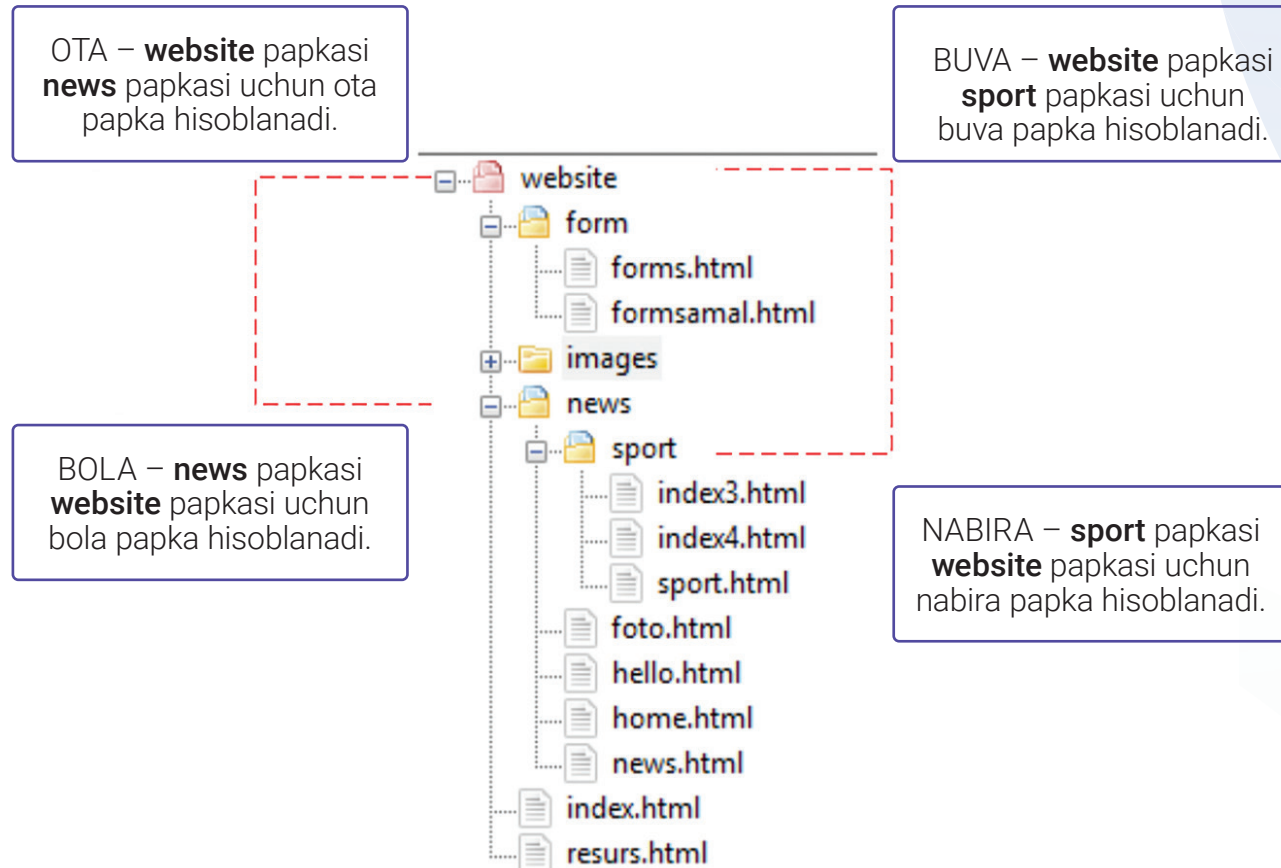 OTA – website papkasi
news papkasi uchun ota
papka hisoblanadi.
BUVA – website papkasi
sport papkasi uchun
buva papka hisoblanadi.
website
form
forms.html
formsamal.html
images
news
sport
index3.html
index4.html
sport.html
foto.html
hello.html
home.html
news.html
index.html
resurs.html
BOLA – news papkasi
website papkasi uchun
bola papka hisoblanadi.
NABIRA – sport papkasi
website papkasi uchun
nabira papka hisoblanadi.